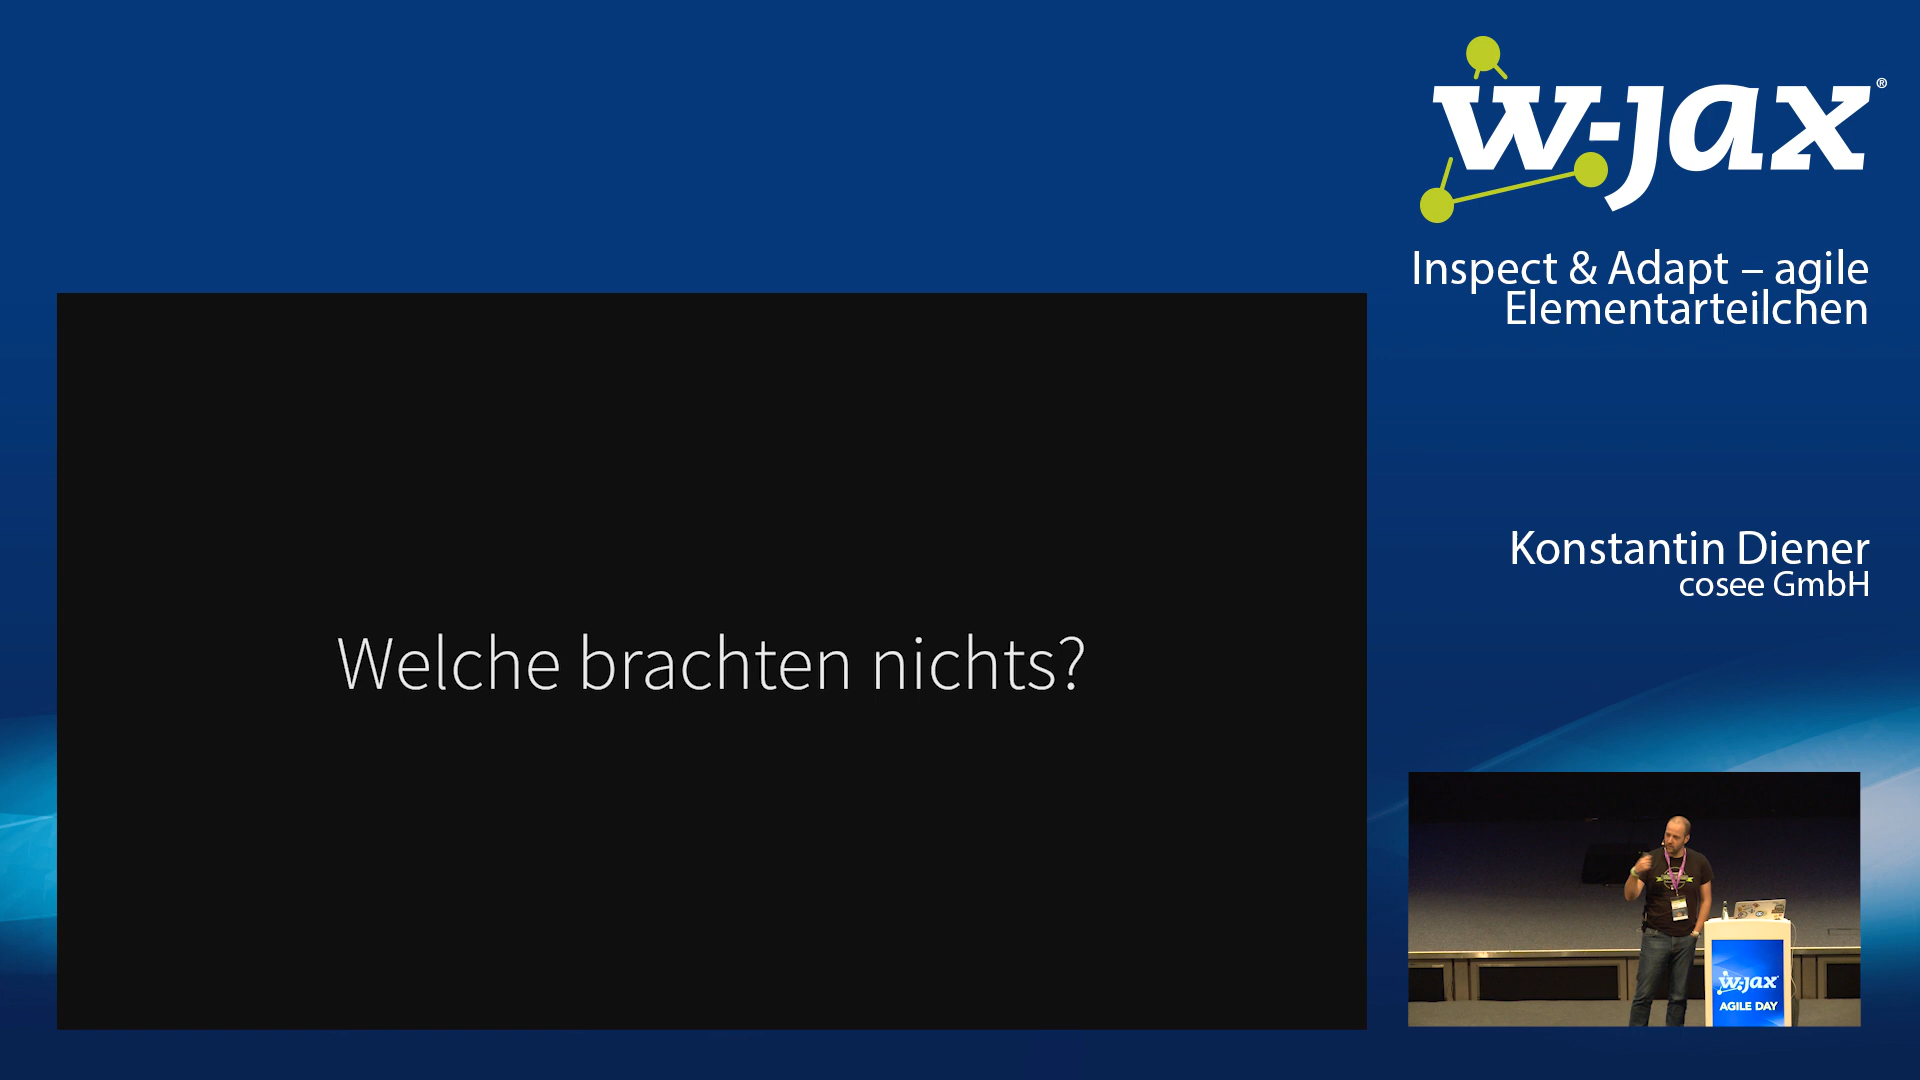 w-jax®
Inspect & Adapt – agile
Elementarteilchen
Welche brachten nichts?
Konstantin Diener
cosee GmbH
w-jax
AGILE DAY